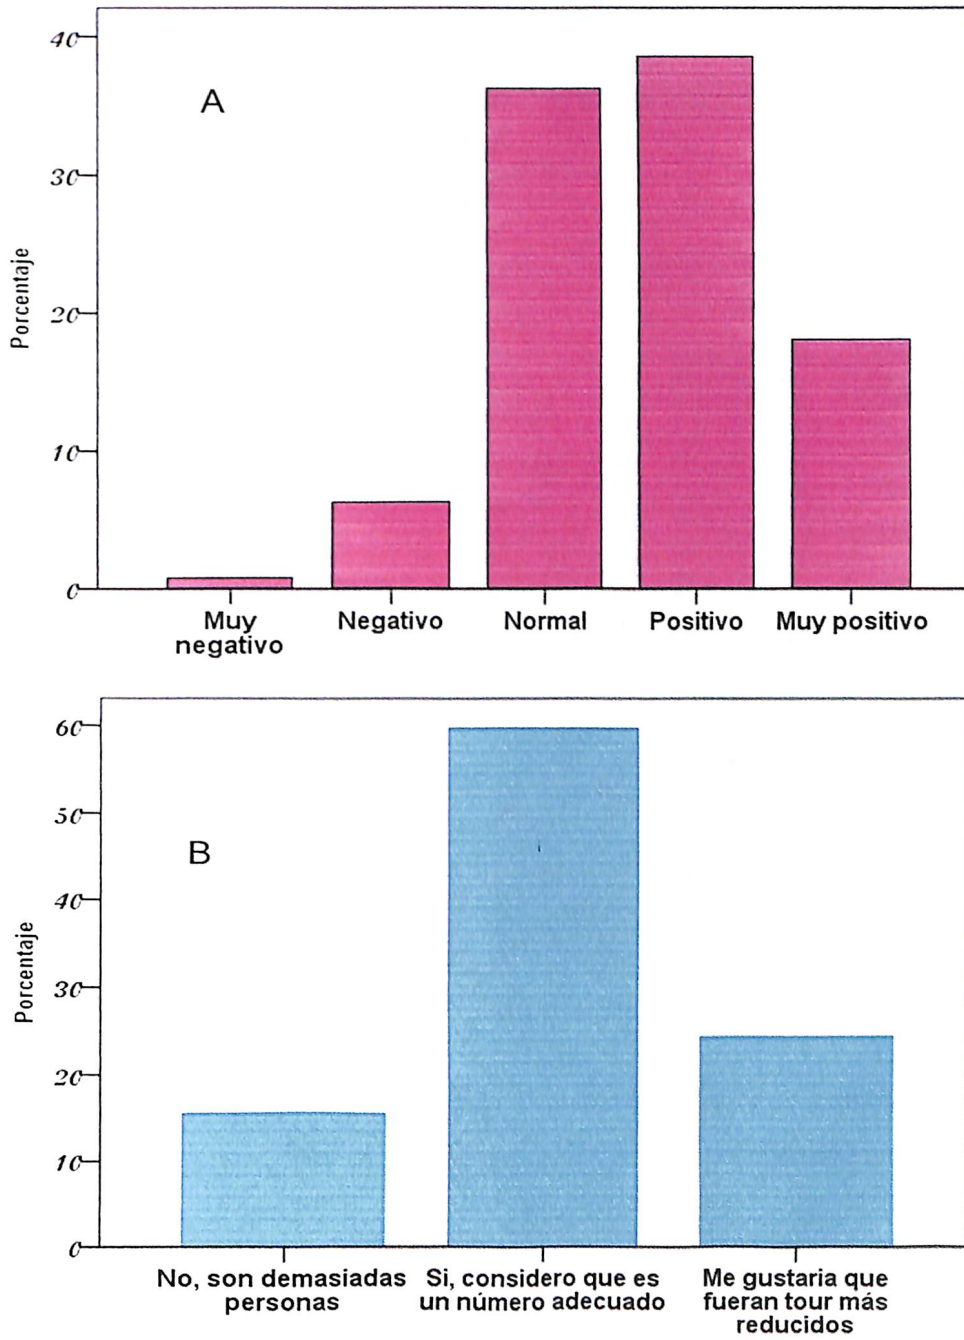 40
A
30
Porcentaje
20
10
0
Muy
negativo
Negativo
Normal
Positivo
Muy positivo
60
50
B
40
Porcentaje
30
20
10
0
No, son demasiadas
personas
Si, considero que es
un número adecuado
Me gustaria que
fueran tour más
reducidos